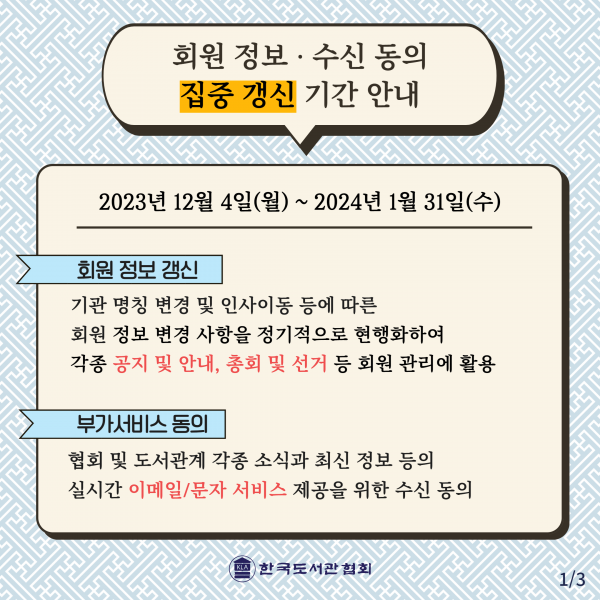 회원 정보 · 수신 동의
집중 갱신 기간 안내
2023년 12월 4일(월) ~ 2024년 1월 31일(수)
회원 정보 갱신
기관 명칭 변경 및 인사이동 등에 따른
회원 정보 변경 사항을 정기적으로 현행화하여
각종 공지 및 안내, 총회 및 선거 등 회원 관리에 활용
부가서비스 동의
협회 및 도서관계 각종 소식과 최신 정보 등의
실시간 이메일/문자 서비스 제공을 위한 수신 동의
KLA 한국도서관협회
1/3